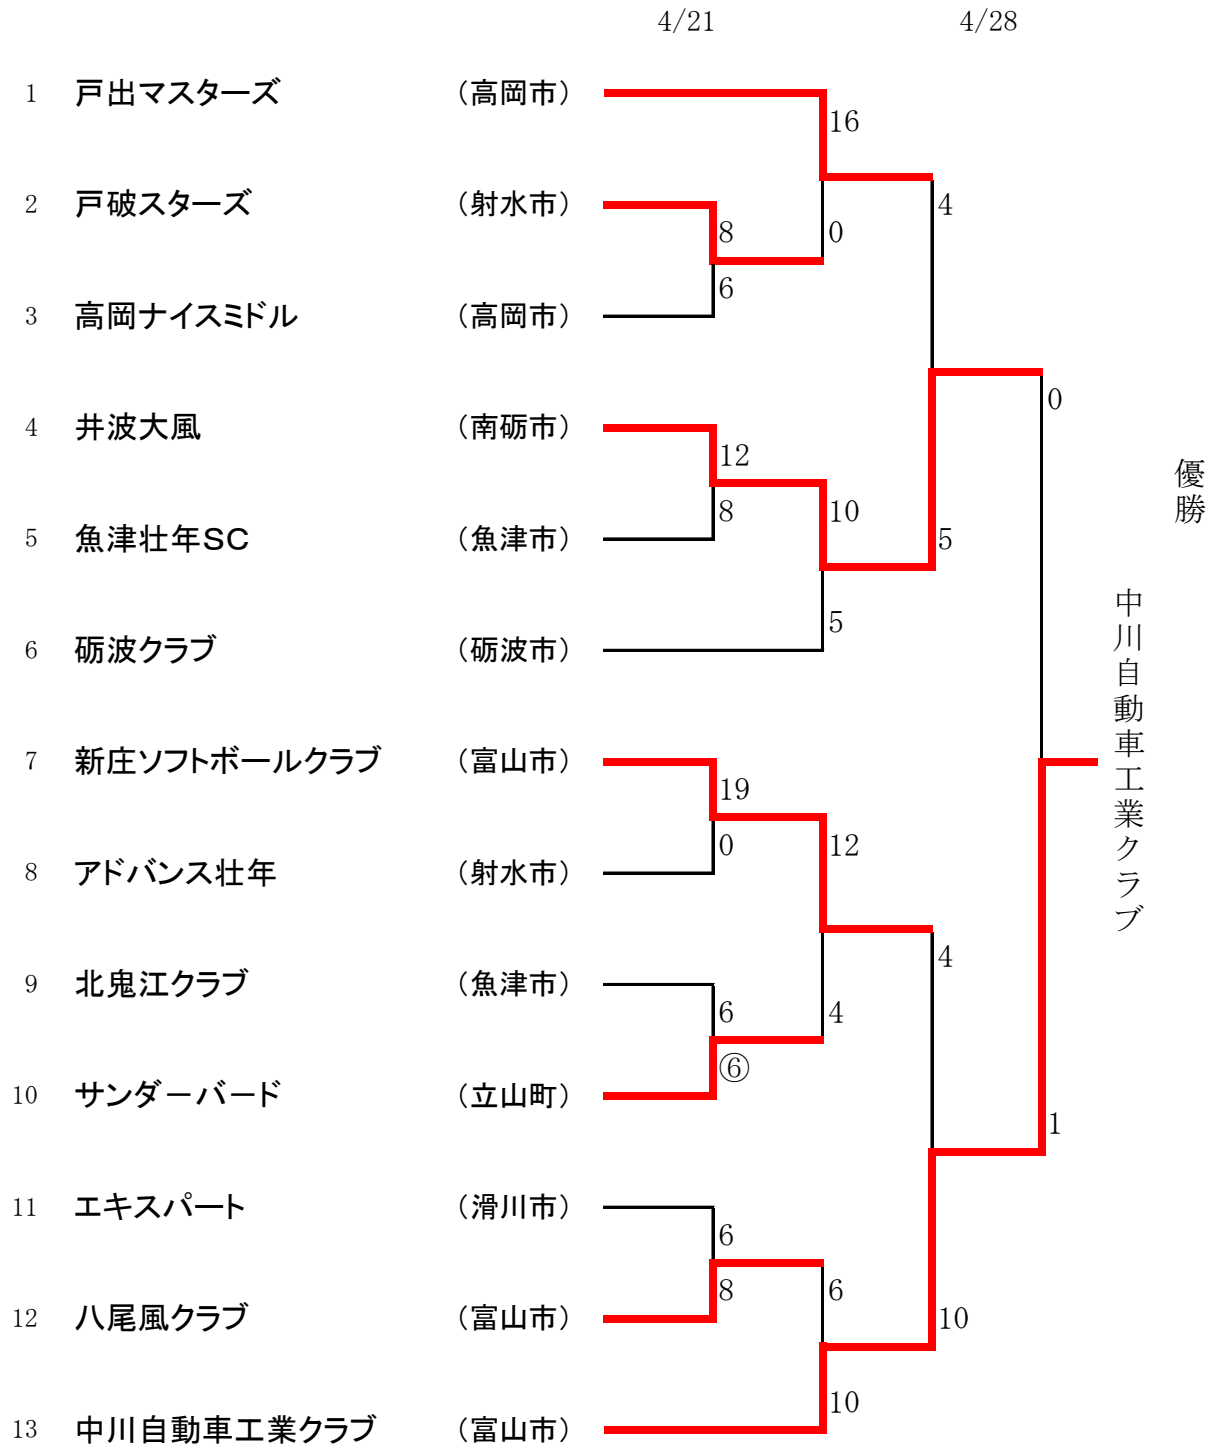 4/21 4/28
1 戸出マスターズ （高岡市）
16
2 戸破スターズ （射水市）
4
8
0
6
3 高岡ナイスミドル （高岡市）
0
4 井波大風 （南砺市）
12
優勝
8
10
5 魚津壮年SC （魚津市）
5
5
6 砺波クラブ （砺波市）
中川自動車工業クラブ
7 新庄ソフトボールクラブ （富山市）
19
0
12
8 アドバンス壮年 （射水市）
4
9 北鬼江クラブ （魚津市）
6
4
⑥
10 サンダーバード （立山町）
1
11 エキスパート （滑川市）
6
8
6
12 八尾風クラブ （富山市）
10
10
13 中川自動車工業クラブ （富山市）